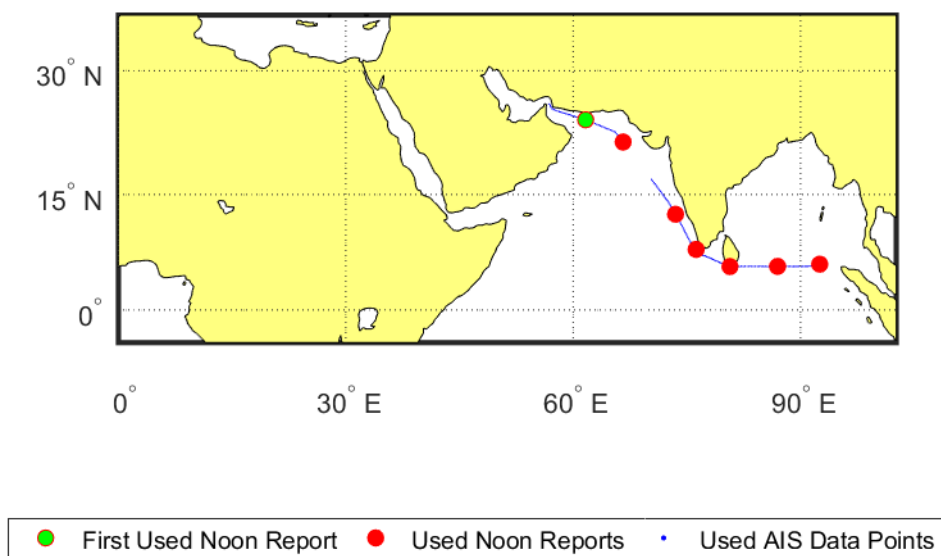 30° N
15° N
0°
0° 30° E 60° E 90° E
First Used Noon Report Used Noon Reports Used AIS Data Points